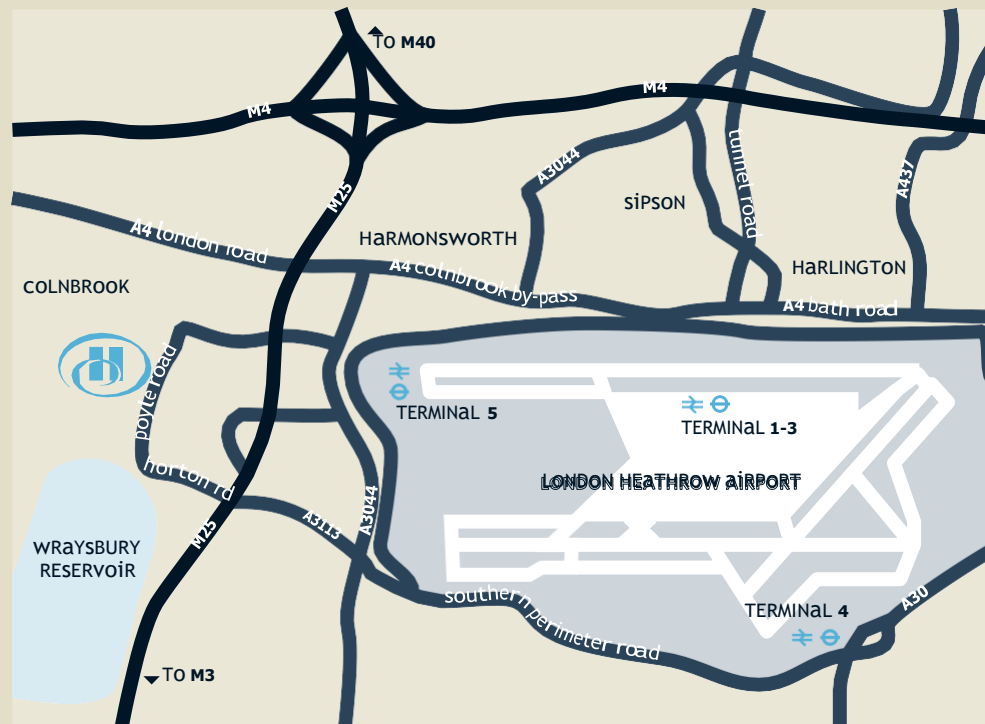 To M40
M4
M4
A3044
tunnel road
A437
SiPSON
M25
A4 london road
HaRMONSWORTH
A4 colnbrook by-pass
HaRLINGTON
A4 bath road
COLNBROOK
poyle road
TERMINaL 5
TERMINaL 1-3
LONDON HEATHROW AiRPORT
horton rd
A3113
A3044
M25
WRaYSBURY
RESERVOiR
southern perimeter road
TERMINaL 4
A30
To M3